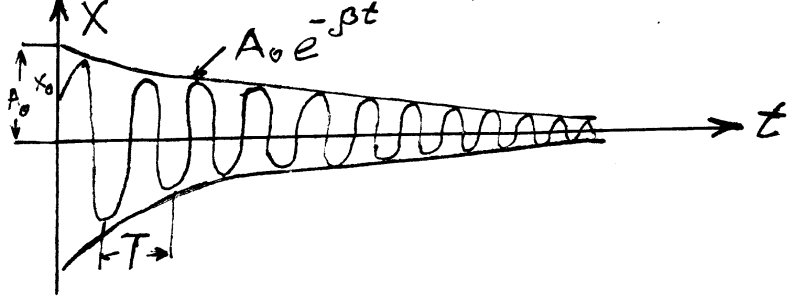 X
A₀e^{-βt}
A₀
x₀
t
T